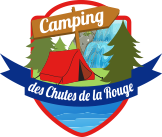 Camping
des Chutes de la Rouge